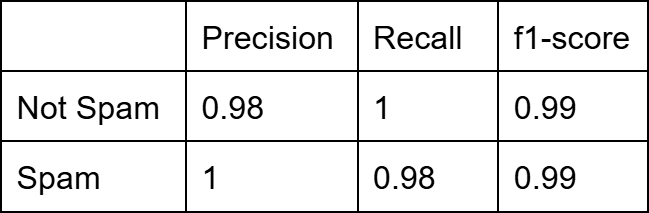 Precision Recall f1-score
Not Spam 0.98 1 0.99
Spam 1 0.98 0.99